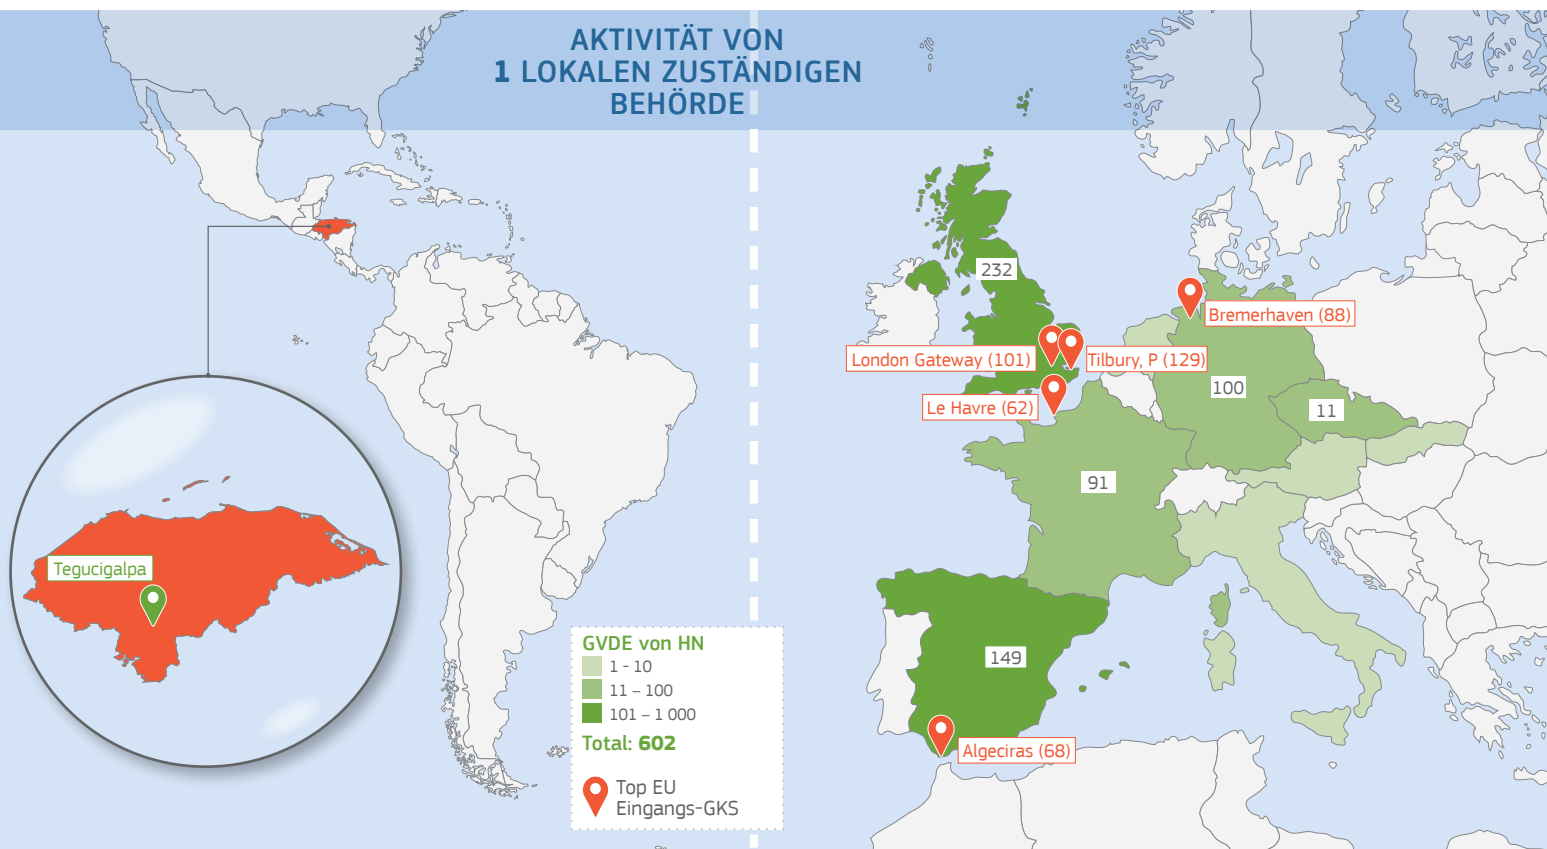 AKTIVITÄT VON
1 LOKALEN ZUSTÄNDIGEN
BEHÖRDE
232
Bremerhaven (88)
London Gateway (101)
Tilbury, P (129)
Le Havre (62)
100
11
91
149
Algeciras (68)
Tegucigalpa
GVDE von HN
1 - 10
11 – 100
101 – 1 000
Total: 602
Top EU
Eingangs-GKS